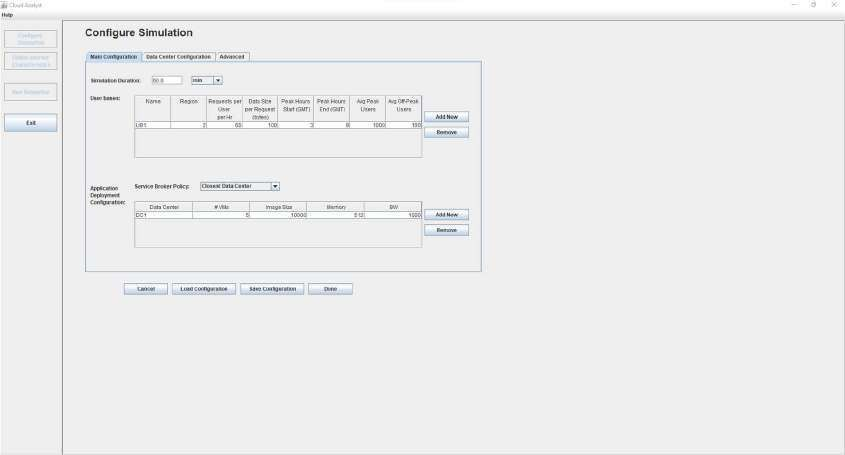 Cloud Analyst
Help
Configure
Simulation
Define Internet
Characteristics
Run Simulation
Exit
Configure Simulation
Main Configuration Data Center Configuration Advanced
Simulation Duration: 60.0 min
User bases:
Name Region Requests per User per Hr Data Size per Request (bytes) Peak Hours Start (GMT) Peak Hours End (GMT) Avg Peak Users Avg Off-Peak Users
UB1 2 60 100 3 9 1000 100
Add New
Remove
Application Deployment Configuration:
Service Broker Policy: Closest Data Center
Data Center # VMs Image Size Memory BW
DC1 5 10000 512 1000
Add New
Remove
Cancel Load Configuration Save Configuration Done